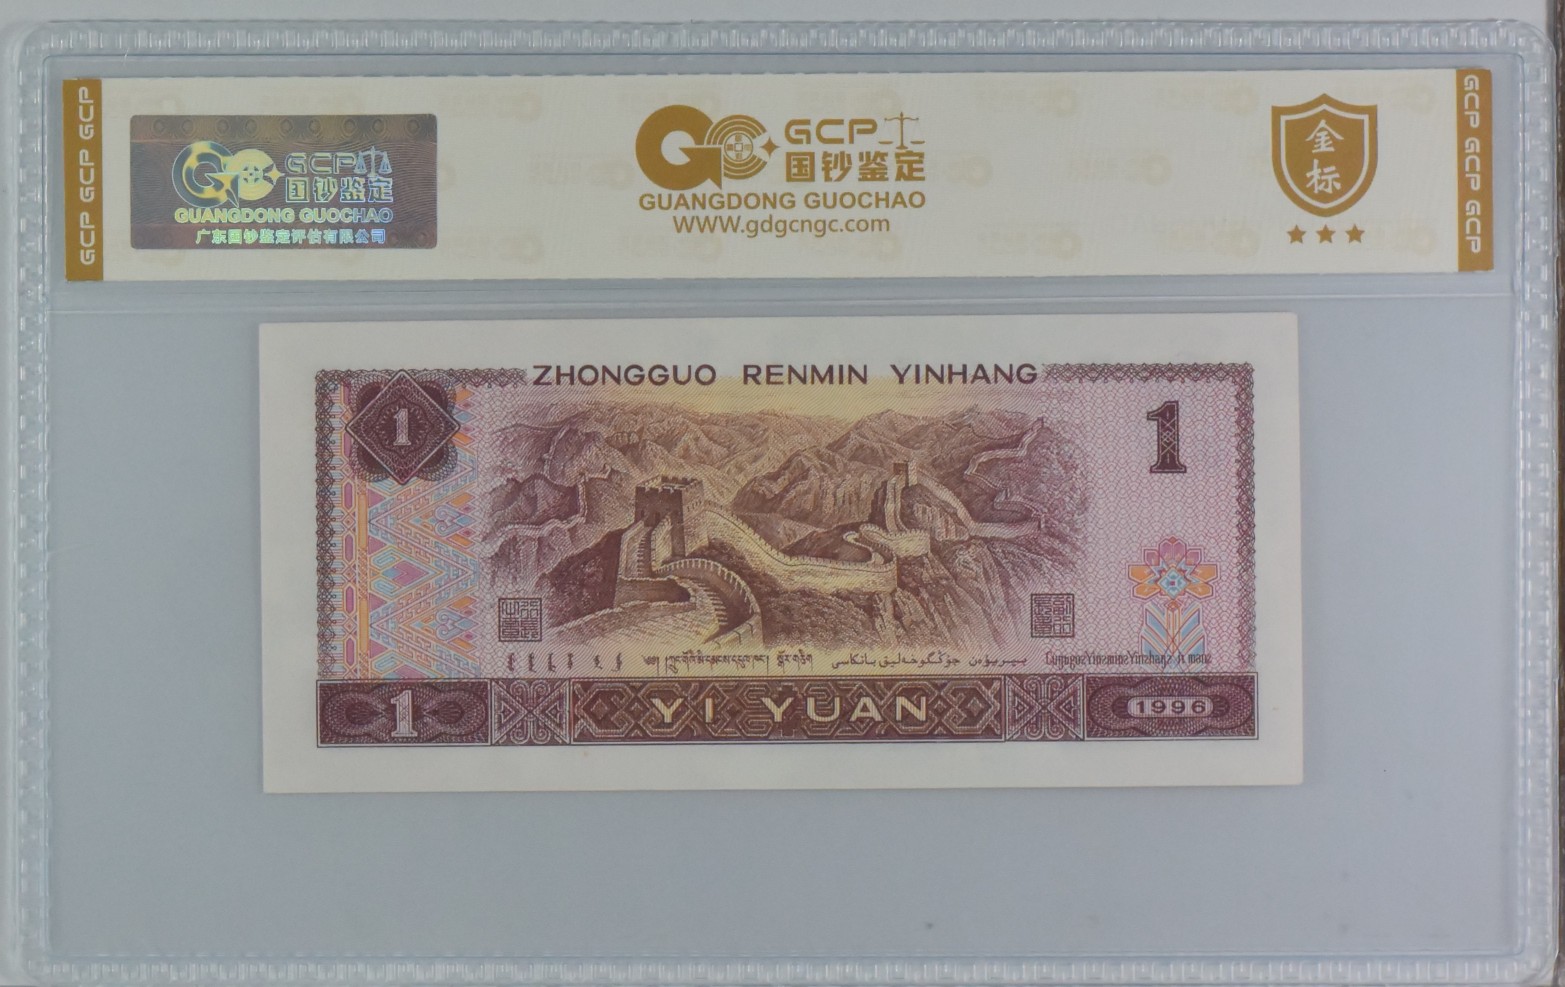 GCP GCP GCP
GCP
国钞鉴定
GUANGDONG GUOCHAO
广东国钞鉴定评估有限公司
GCP
国钞鉴定
GUANGDONG GUOCHAO
WWW.gdgcngc.com
金
标
GCP GCP GCP
ZHONGGUO RENMIN YINHANG
1
1
1
YI YUAN
1996